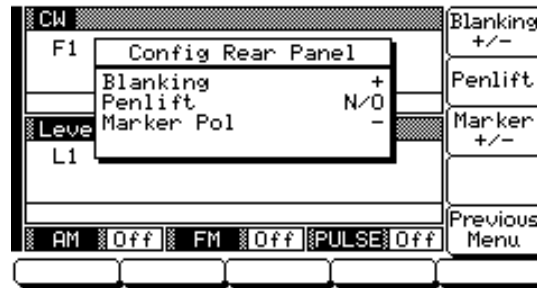 CW
F1
Config Rear Panel
Blanking +
Penlift N/O
Marker Pol -
Leve
L1
AM Off FM Off PULSE Off
Blanking
+/-
Penlift
Marker
+/-
Previous
Menu